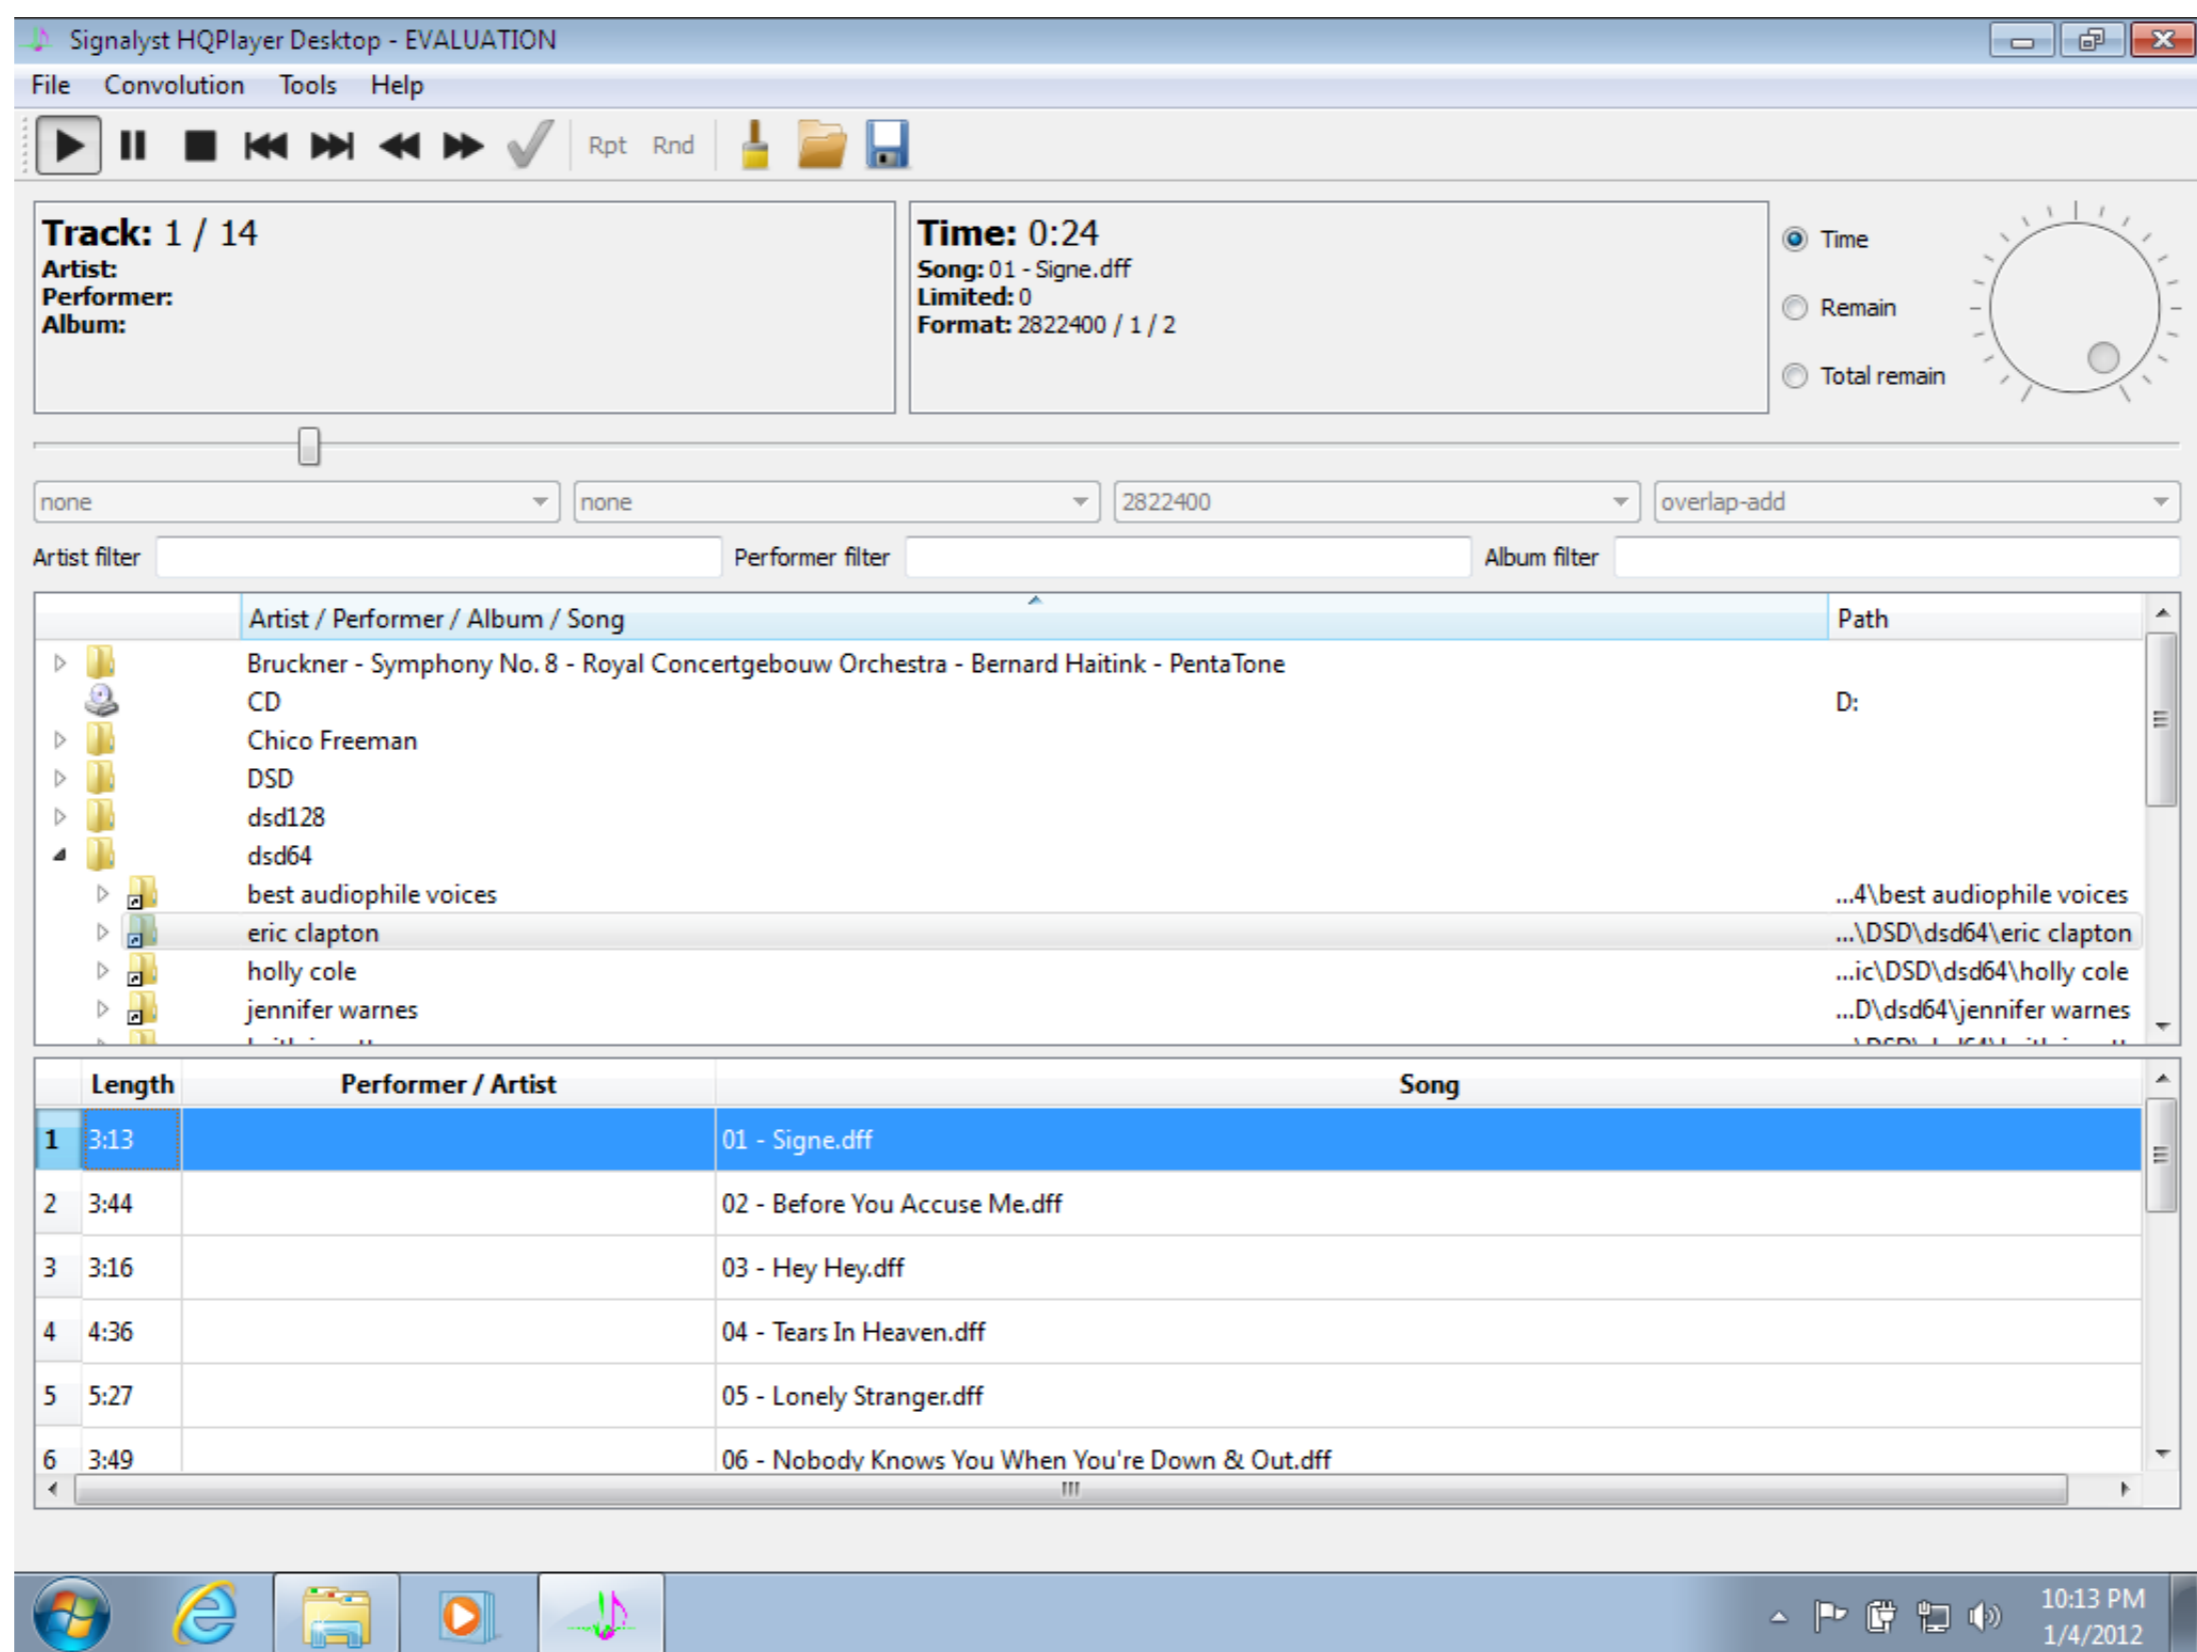 Signalyst HQPlayer Desktop - EVALUATION
File Convolution Tools Help
Rpt Rnd
Track: 1 / 14
Artist:
Performer:
Album:
Time: 0:24
Song: 01 - Signe.dff
Limited: 0
Format: 2822400 / 1 / 2
Time
Remain
Total remain
none none 2822400 overlap-add
Artist filter Performer filter Album filter
Artist / Performer / Album / Song Path
Bruckner - Symphony No. 8 - Royal Concertgebouw Orchestra - Bernard Haitink - PentaTone
CD D:
Chico Freeman
DSD
dsd128
dsd64
best audiophile voices ...4\best audiophile voices
eric clapton ...\DSD\dsd64\eric clapton
holly cole ...ic\DSD\dsd64\holly cole
jennifer warnes ...D\dsd64\jennifer warnes
Length Performer / Artist Song
1 3:13 01 - Signe.dff
2 3:44 02 - Before You Accuse Me.dff
3 3:16 03 - Hey Hey.dff
4 4:36 04 - Tears In Heaven.dff
5 5:27 05 - Lonely Stranger.dff
6 3:49 06 - Nobody Knows You When You're Down & Out.dff
10:13 PM
1/4/2012